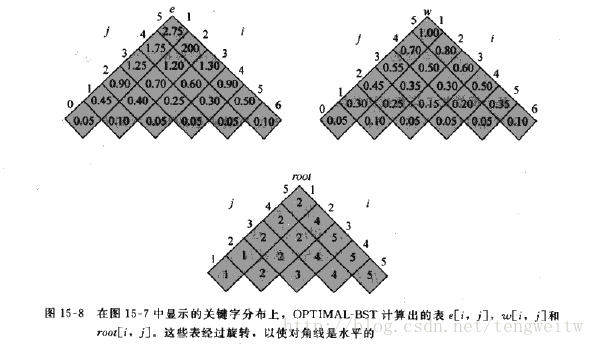 e
5 1
4 2.75 2
j 1.75 200 i
3 1.25 1.20 1.30 3
2 0.90 0.70 0.60 0.90 4
1 0.45 0.40 0.25 0.30 0.50 5
0 6
0.05 0.10 0.05 0.05 0.05 0.10
w
5 1
4 1.00 2
j 0.70 0.80 i
3 0.55 0.50 0.60 3
2 0.45 0.35 0.30 0.50 4
1 0.30 0.25 0.15 0.20 0.35 5
0 6
0.05 0.10 0.05 0.05 0.05 0.10
root
5 1
4 2 2
j 2 4 i
3 2 2 5 3
2 1 2 4 5 4
1 5
1 2 3 4 5
图 15-8 在图 15-7 中显示的关键字分布上，OPTIMAL-BST 计算出的表 e[i，j]，w[i，j]和
root[i，j]。这些表经过旋转，以使对角线是水平的
http://blog.csdn.net/tengweitw